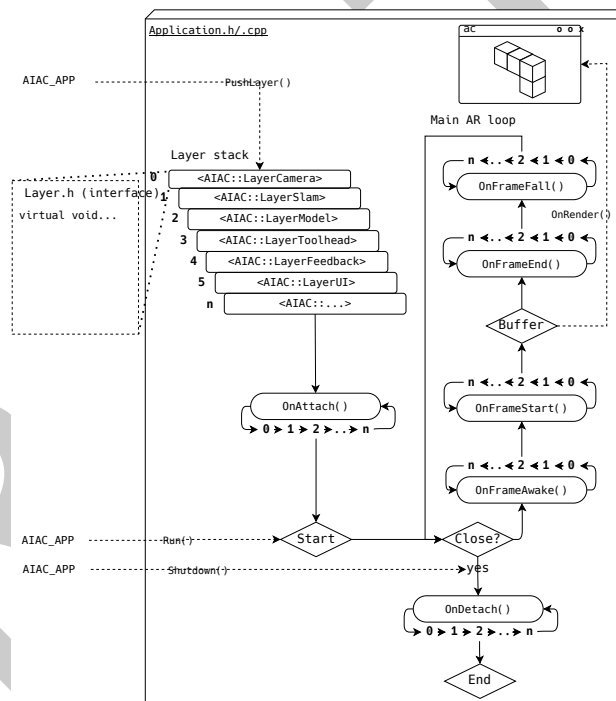 Application.h/.cpp
ac
o o x
AIAC_APP
PushLayer()
Main AR loop
Layer stack
0 <AIAC::LayerCamera>
n <..< 2 < 1 < 0
OnFrameFall()
Layer.h (interface)
1 <AIAC::LayerSlam>
virtual void...
2 <AIAC::LayerModel>
OnRender()
3 <AIAC::LayerToolhead>
n <..< 2 < 1 < 0
4 <AIAC::LayerFeedback>
OnFrameEnd()
5 <AIAC::LayerUI>
n <AIAC::...>
Buffer
n <..< 2 < 1 < 0
OnAttach()
OnFrameStart()
0 > 1 > 2 >..> n
n <..< 2 < 1 < 0
OnFrameAwake()
AIAC_APP
Run()
Start
Close?
AIAC_APP
Shutdown()
yes
OnDetach()
0 > 1 > 2 >..> n
End